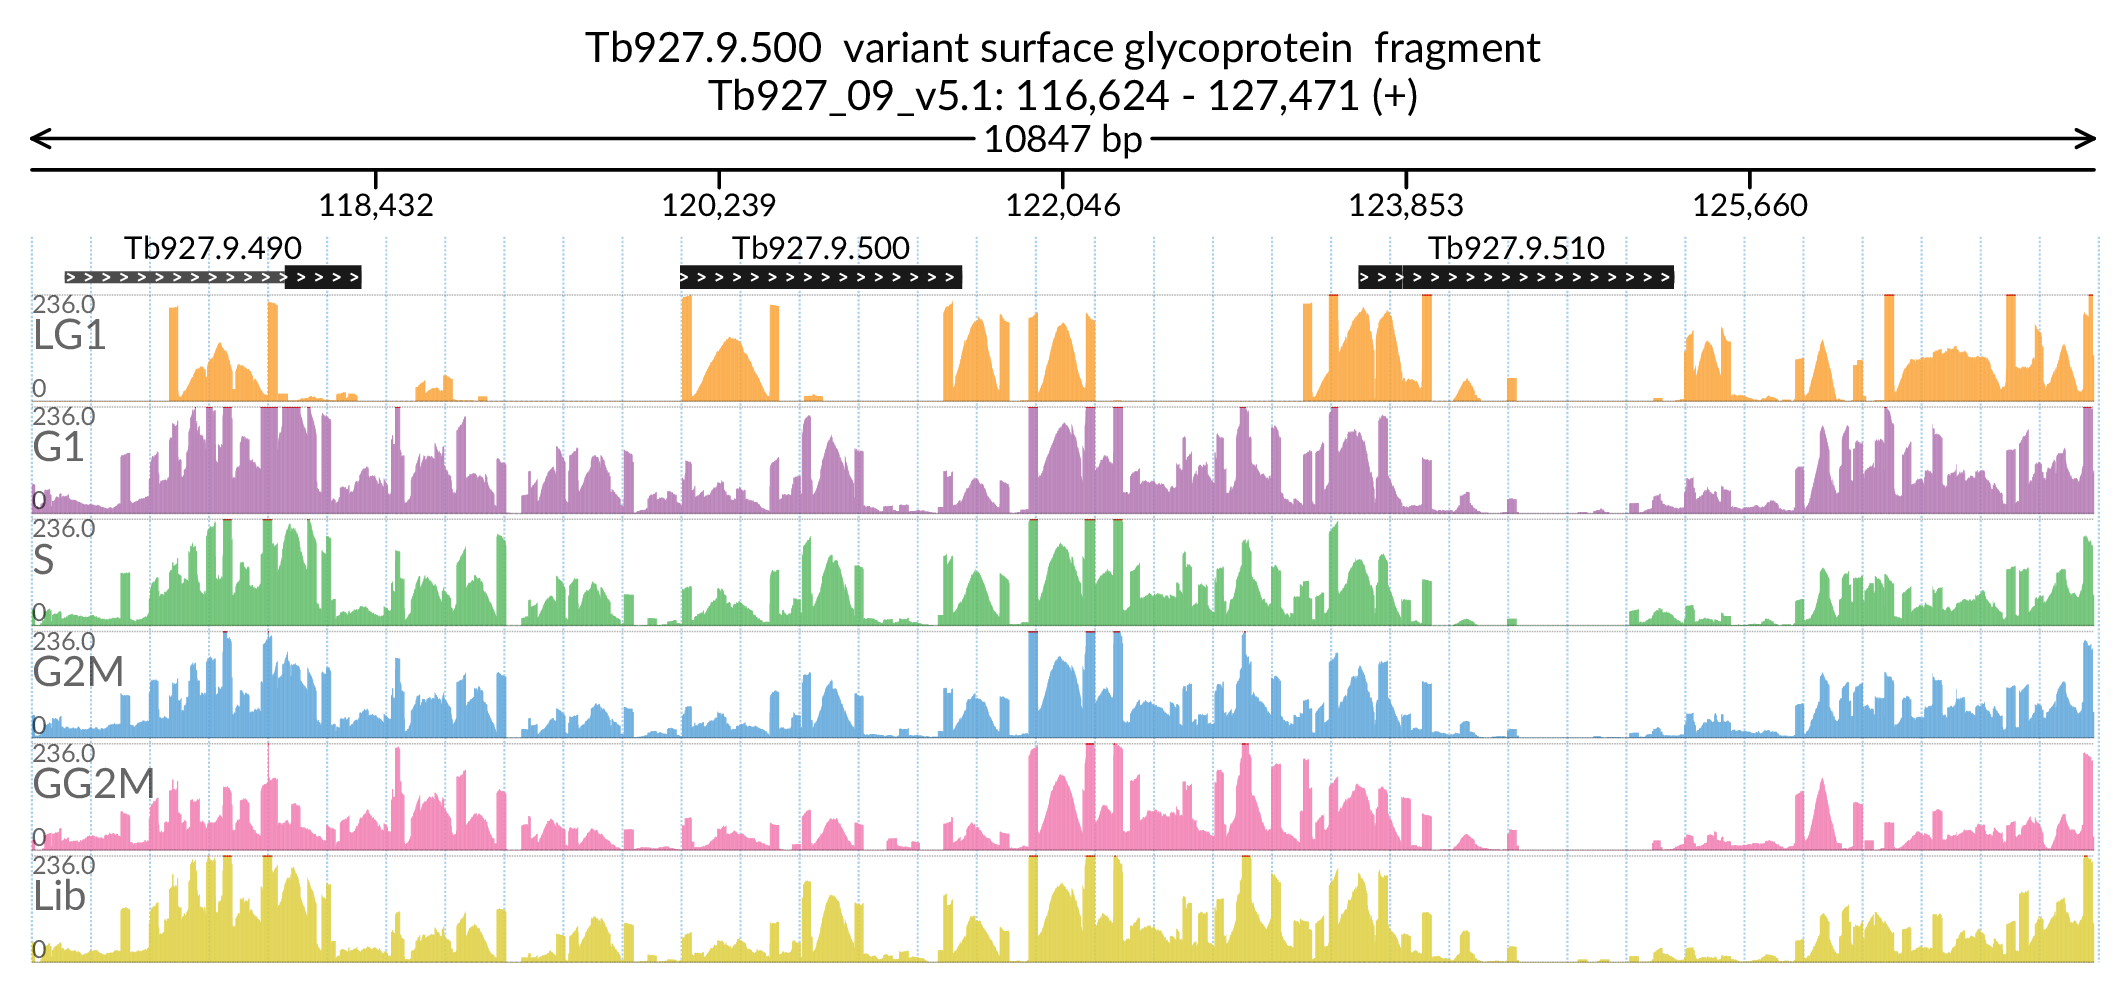 Tb927.9.500 variant surface glycoprotein fragment
Tb927_09_v5.1: 116,624 - 127,471 (+)
10847 bp
118,432 120,239 122,046 123,853 125,660
Tb927.9.490 Tb927.9.500 Tb927.9.510
236.0
LG1
0
236.0
G1
0
236.0
S
0
236.0
G2M
0
236.0
GG2M
0
236.0
Lib
0